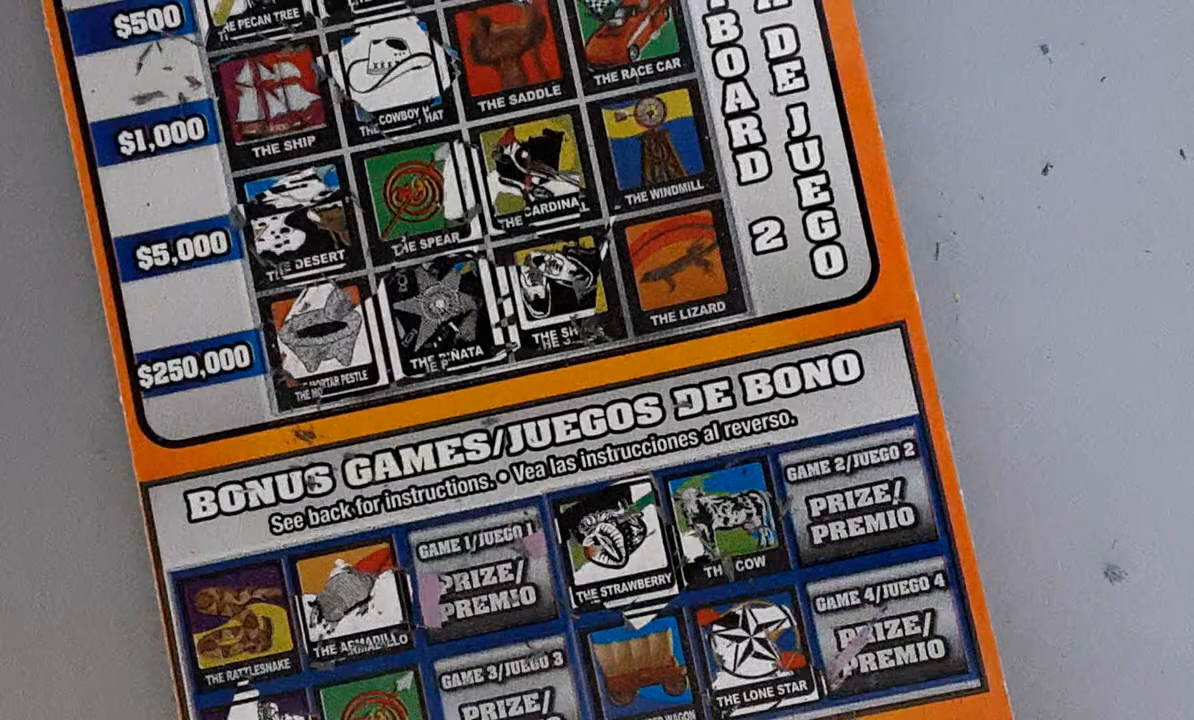 $500
THE PECAN TREE
THE RACE CAR
THE SADDLE
COWBOY HAT
THE SHIP
$1,000
THE WINDMILL
THE CARDINAL
THE SPEAR
THE DESERT
$5,000
THE LIZARD
THE SH
THE PIÑATA
MORTAR PESTLE
$250,000
BOARD 2
DE JUEGO
BONUS GAMES/JUEGOS DE BONO
See back for instructions. • Vea las instrucciones al reverso.
GAME 1/JUEGO 1
PRIZE/
PREMIO
THE RATTLESNAKE
THE ARMADILLO
GAME 2/JUEGO 2
PRIZE/
PREMIO
THE STRAWBERRY
THE COW
GAME 3/JUEGO 3
PRIZE/
GAME 4/JUEGO 4
PRIZE/
PREMIO
WAGON
THE LONE STAR